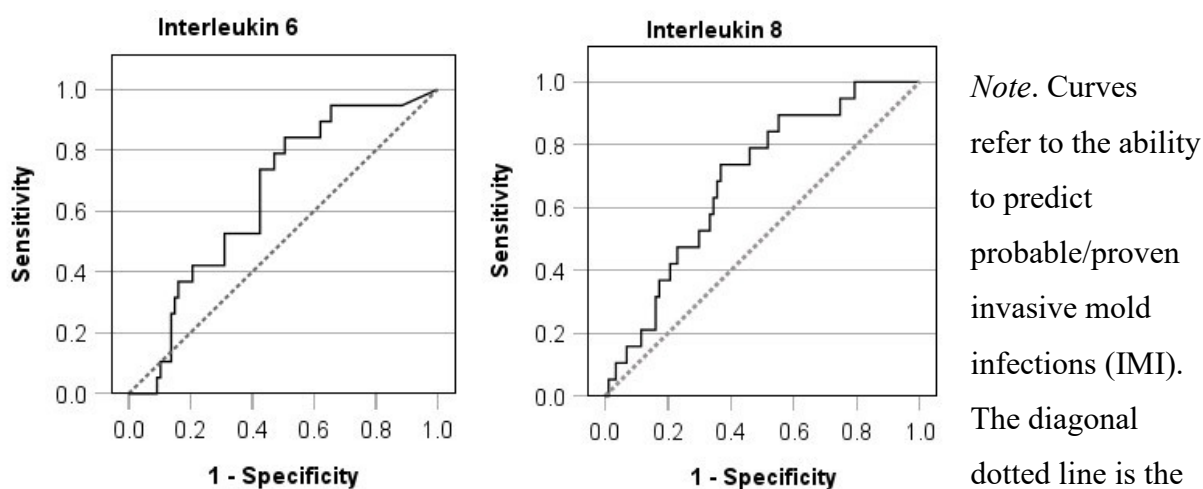 Interleukin 6
1.0
0.8
0.6
0.4
0.2
0.0
Sensitivity
0.0 0.2 0.4 0.6 0.8 1.0
1 - Specificity
Interleukin 8
1.0
0.8
0.6
0.4
0.2
0.0
Sensitivity
0.0 0.2 0.4 0.6 0.8 1.0
1 - Specificity
Note. Curves
refer to the ability
to predict
probable/proven
invasive mold
infections (IMI).
The diagonal
dotted line is the